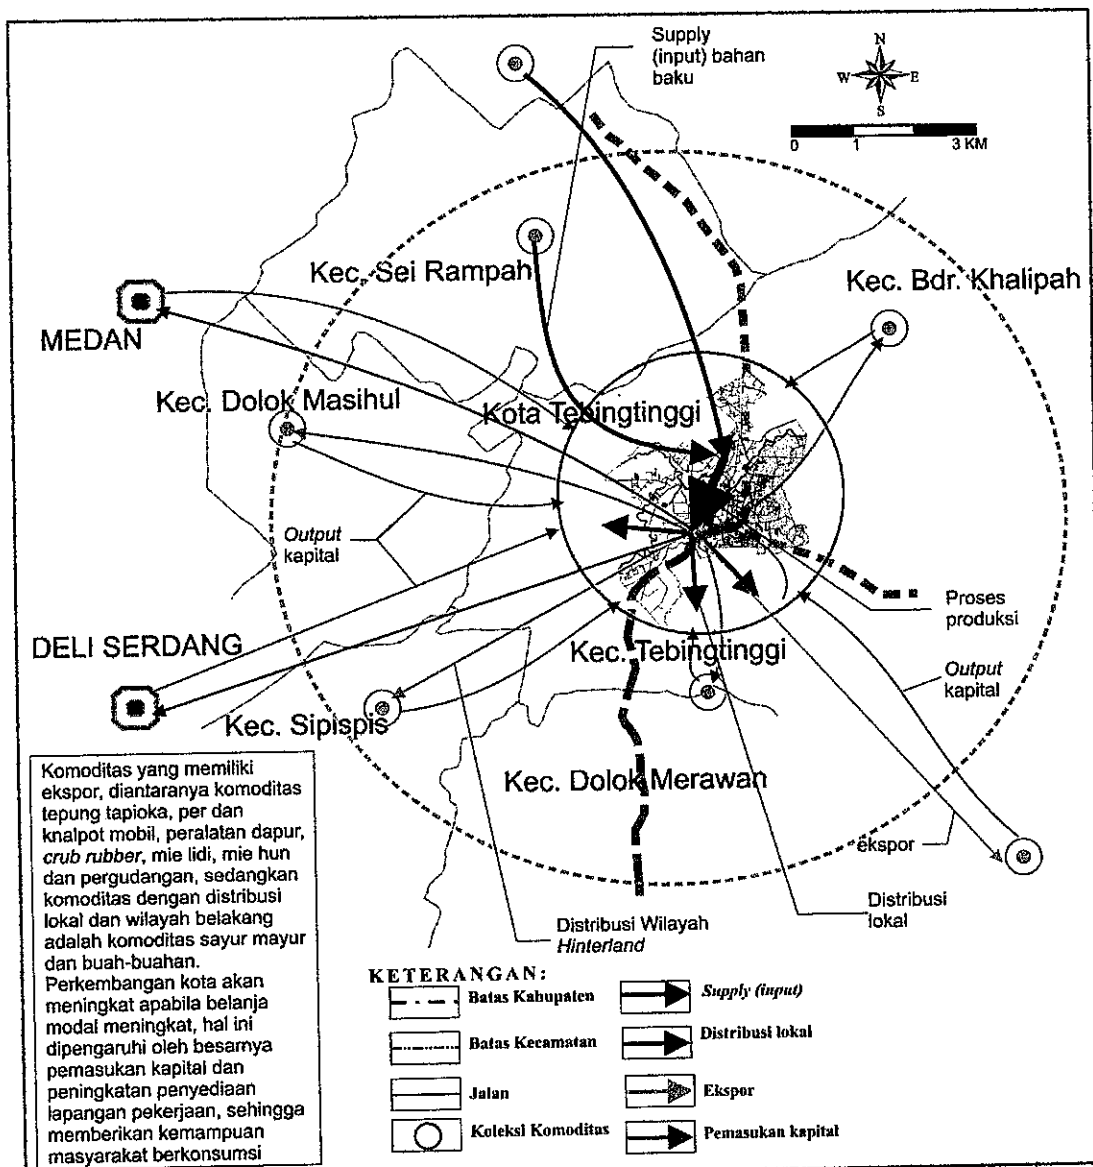 Supply
(input) bahan
baku
N
W E
S
0 1 3 KM
Kec. Sei Rampah
Kec. Bdr. Khalipah
MEDAN
Kec. Dolok Masihul
Kota Tebingtinggi
Output
kapital
Proses
produksi
DELI SERDANG
Kec. Tebingtinggi
Output
kapital
Kec. Sipispis
Kec. Dolok Merawan
ekspor
Distribusi
lokal
Distribusi Wilayah
Hinterland
Komoditas yang memiliki
ekspor, diantaranya komoditas
tepung tapioka, per dan
knalpot mobil, peralatan dapur,
crub rubber, mie lidi, mie hun
dan pergudangan, sedangkan
komoditas dengan distribusi
lokal dan wilayah belakang
adalah komoditas sayur mayur
dan buah-buahan.
Perkembangan kota akan
meningkat apabila belanja
modal meningkat, hal ini
dipengaruhi oleh besarnya
pemasukan kapital dan
peningkatan penyediaan
lapangan pekerjaan, sehingga
memberikan kemampuan
masyarakat berkonsumsi
KETERANGAN:
Batas Kabupaten
Batas Kecamatan
Jalan
Koleksi Komoditus
Supply (input)
Distribusi lokal
Ekspor
Pemasukan kapital